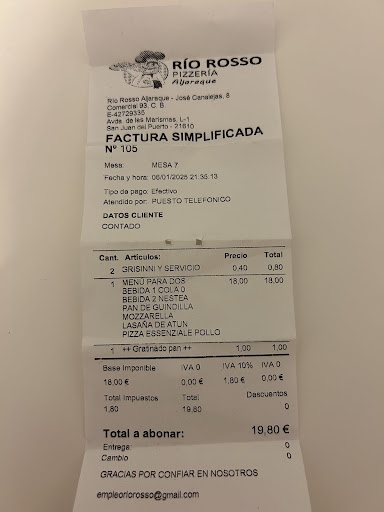 RÍO ROSSO
PIZZERÍA
Aljaraque
Río Rosso Aljaraque - José Canalejas, 8
Comercial 93, C. B.
E-42729335
Avda. de les Marismas, L-1
San Juan del Puerto - 21610
FACTURA SIMPLIFICADA
Nº 105
Mesa: MESA 7
Fecha y hora: 06/01/2025 21:35:13
Tipo de pago: Efectivo
Atendido por: PUESTO TELEFONICO
DATOS CLIENTE
CONTADO
Cant. Artículos: Precio Total
2 GRISINNI Y SERVICIO 0,40 0,80
1 MENÚ PARA DOS 18,00 18,00
BEBIDA 1 COLA 0
BEBIDA 2 NESTEA
PAN DE GUINDILLA
MOZZARELLA
LASAÑA DE ATUN
PIZZA ESSENZIALE POLLO
1 ++ Gratinado pan ++ 1,00 1,00
Base Imponible IVA 0 IVA 10% IVA 0
18,00 € 0,00 € 1,80 € 0,00 €
Total Impuestos Total Descuentos
1,80 19,80 0
Total a abonar: 19,80 €
Entrega: 0
Cambio 0
GRACIAS POR CONFIAR EN NOSOTROS
empleoriorosso@gmail.com